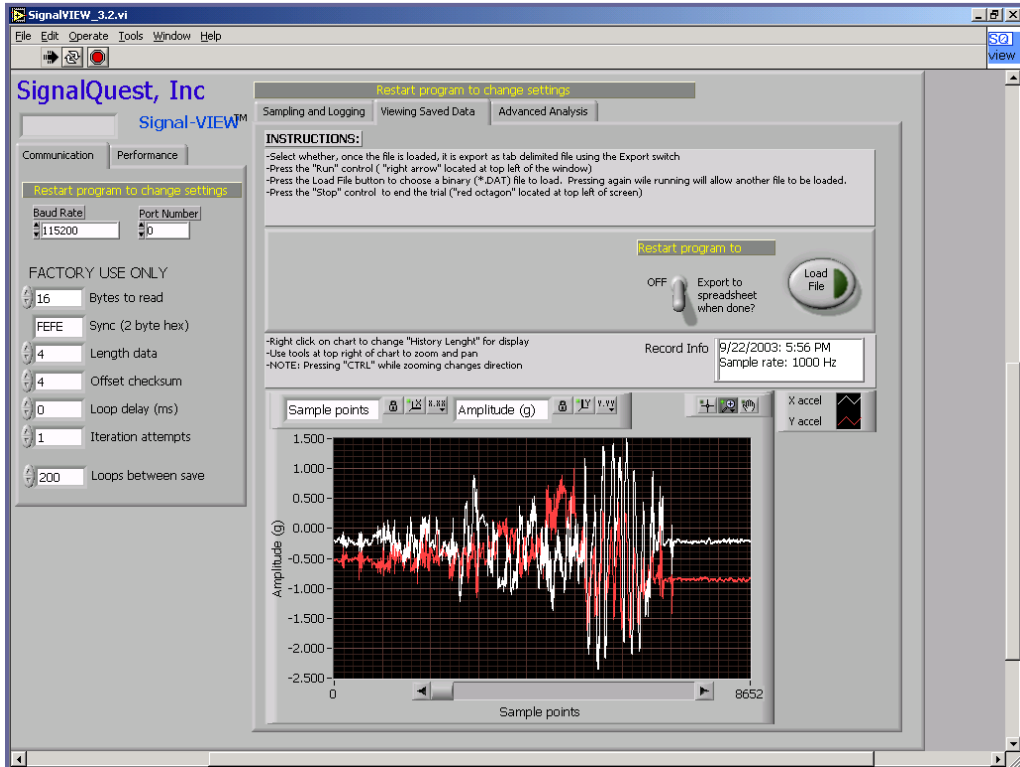 SignalVIEW_3.2.vi
File Edit Operate Tools Window Help
SQ
view
SignalQuest, Inc
Signal-VIEW™
Communication Performance
Restart program to change settings
Baud Rate Port Number
115200 0
FACTORY USE ONLY
16 Bytes to read
FEFE Sync (2 byte hex)
4 Length data
4 Offset checksum
0 Loop delay (ms)
1 Iteration attempts
200 Loops between save
Restart program to change settings
Sampling and Logging Viewing Saved Data Advanced Analysis
INSTRUCTIONS:
-Select whether, once the file is loaded, it is export as tab delimited file using the Export switch
-Press the "Run" control ( "right arrow" located at top left of the window)
-Press the Load File button to choose a binary (*.DAT) file to load. Pressing again wile running will allow another file to be loaded.
-Press the "Stop" control to end the trial ("red octagon" located at top left of screen)
Restart program to
OFF Export to
spreadsheet
when done?
Load
File
-Right click on chart to change "History Lenght" for display
-Use tools at top right of chart to zoom and pan
-NOTE: Pressing "CTRL" while zooming changes direction
Record Info 9/22/2003: 5:56 PM
Sample rate: 1000 Hz
Sample points X X.XX Amplitude (g) Y Y.YY
X accel
Y accel
1.500
1.000
0.500
0.000
-0.500
-1.000
-1.500
-2.000
-2.500
Amplitude (g)
0 8652
Sample points